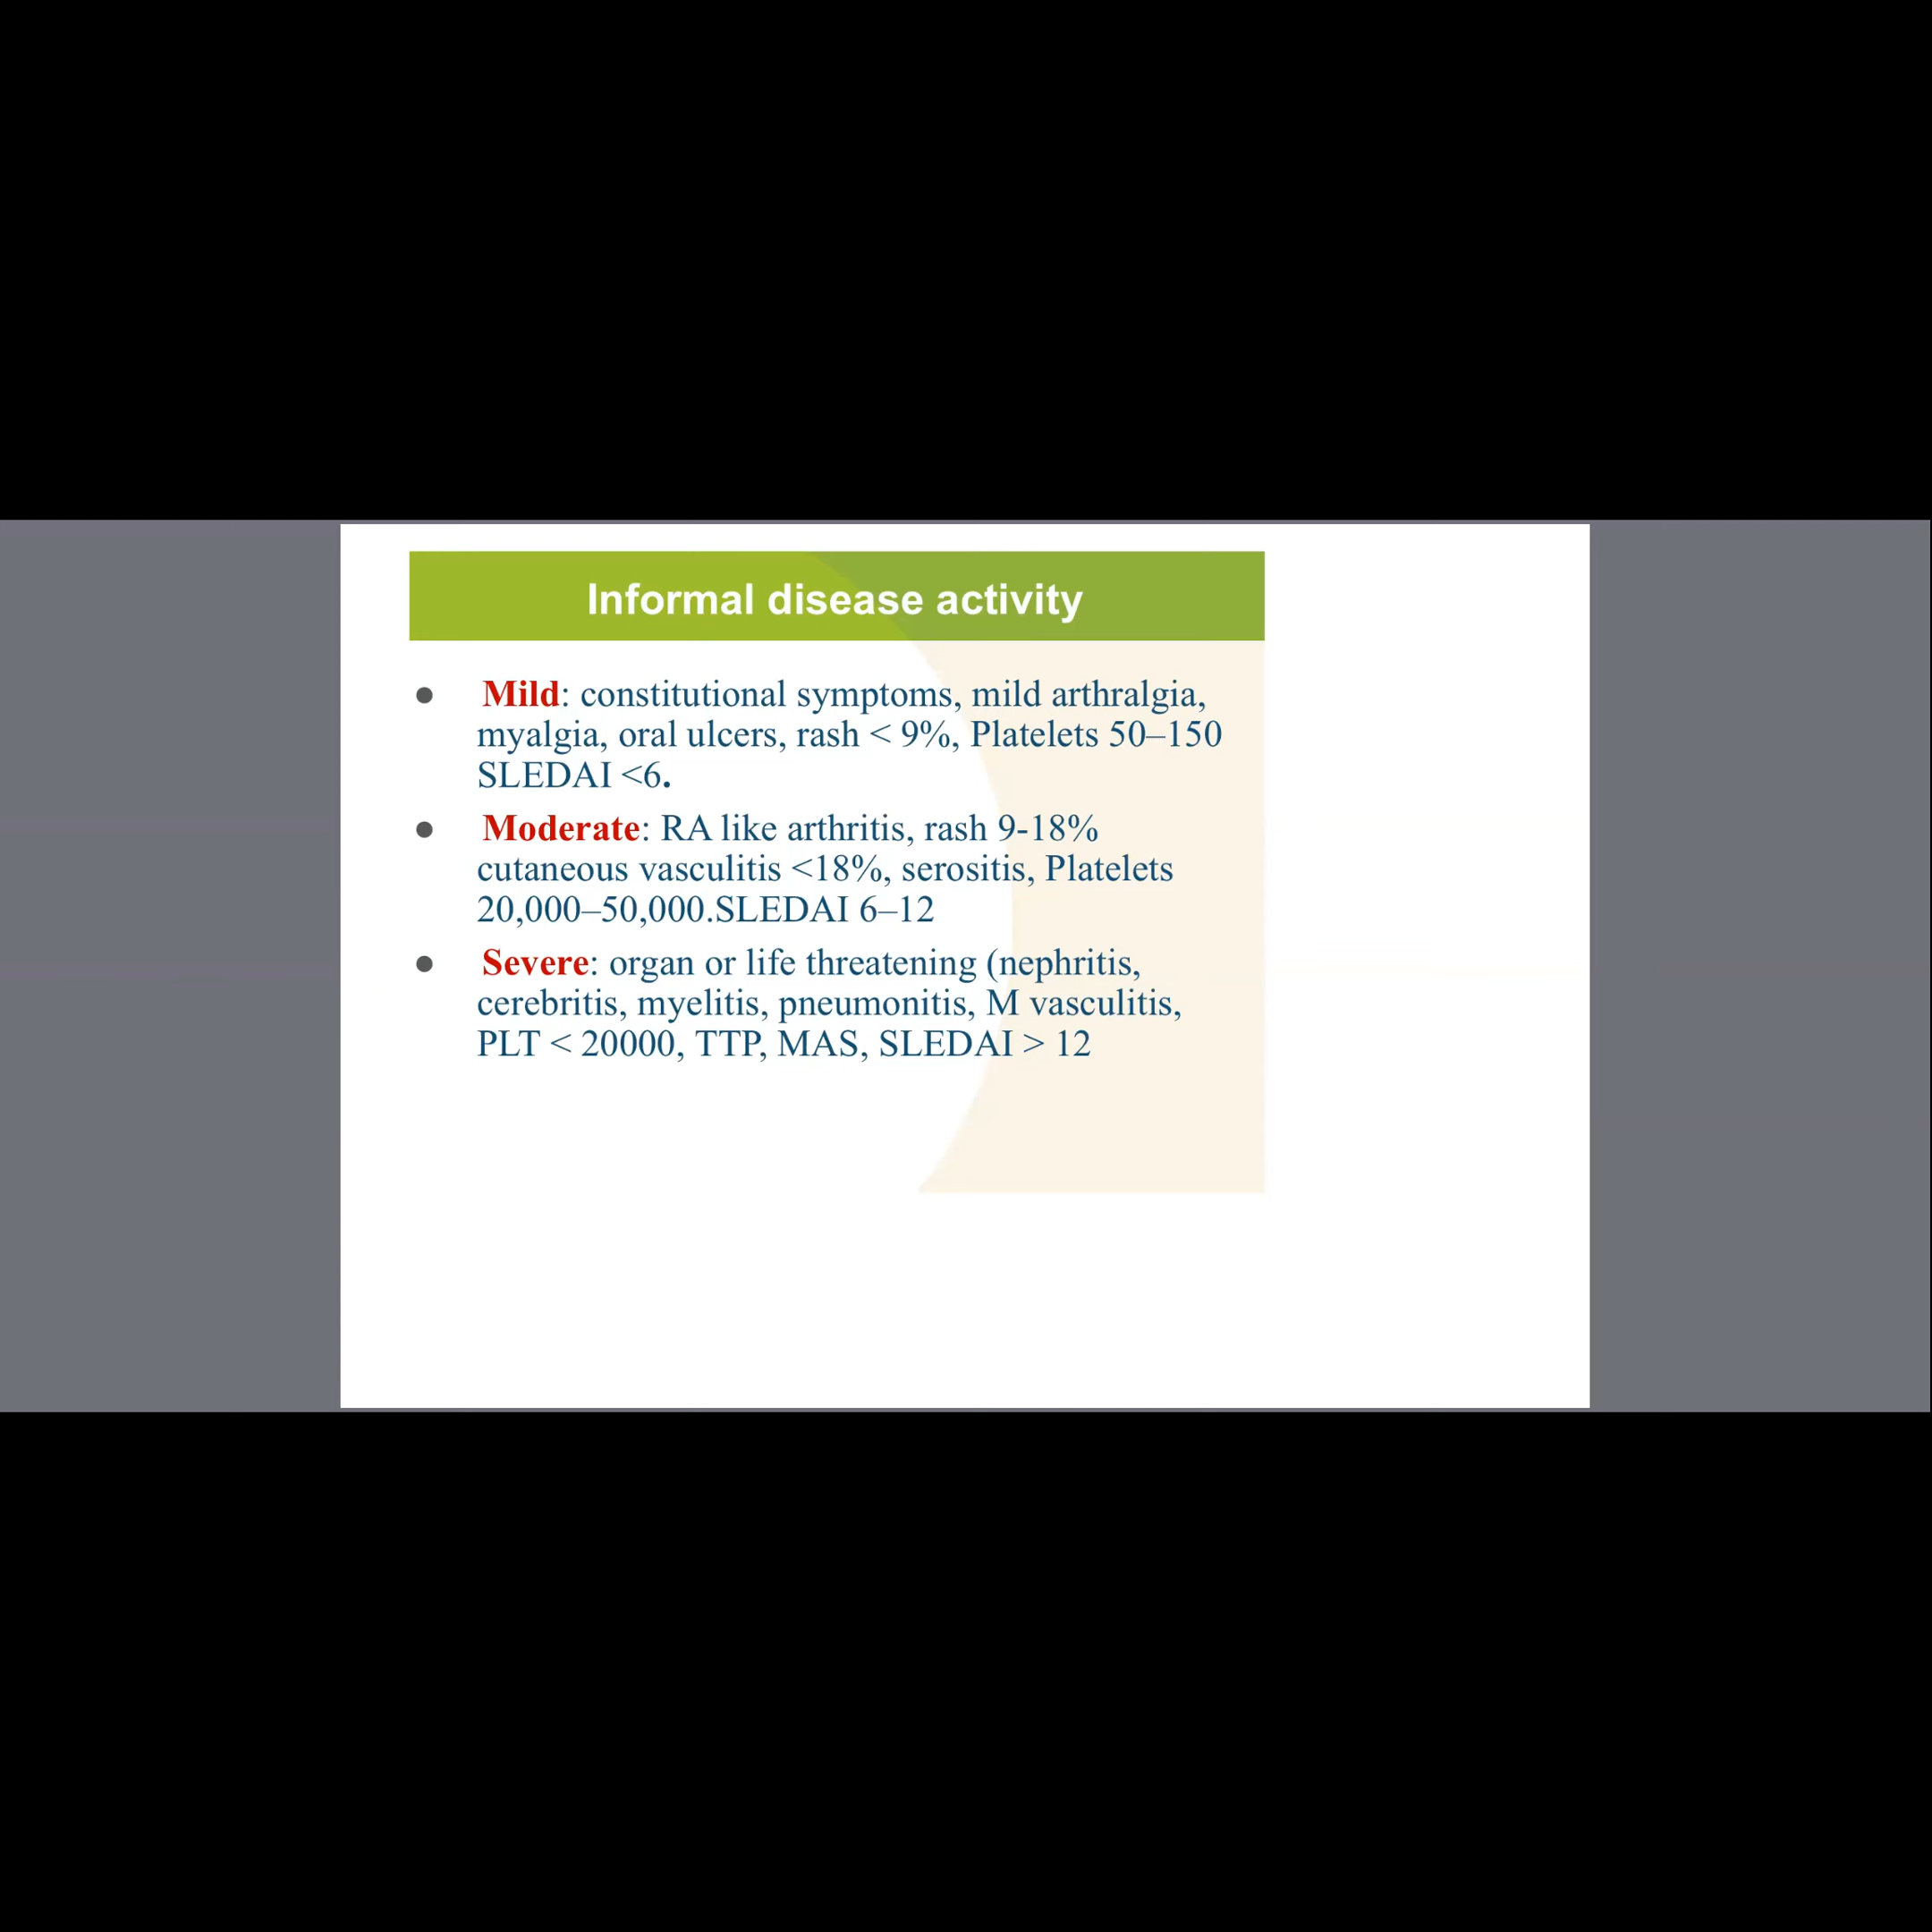 Informal disease activity
● Mild: constitutional symptoms, mild arthralgia,
myalgia, oral ulcers, rash < 9%, Platelets 50–150
SLEDAI <6.
● Moderate: RA like arthritis, rash 9-18%
cutaneous vasculitis <18%, serositis, Platelets
20,000–50,000.SLEDAI 6–12
● Severe: organ or life threatening (nephritis,
cerebritis, myelitis, pneumonitis, M vasculitis,
PLT < 20000, TTP, MAS, SLEDAI > 12